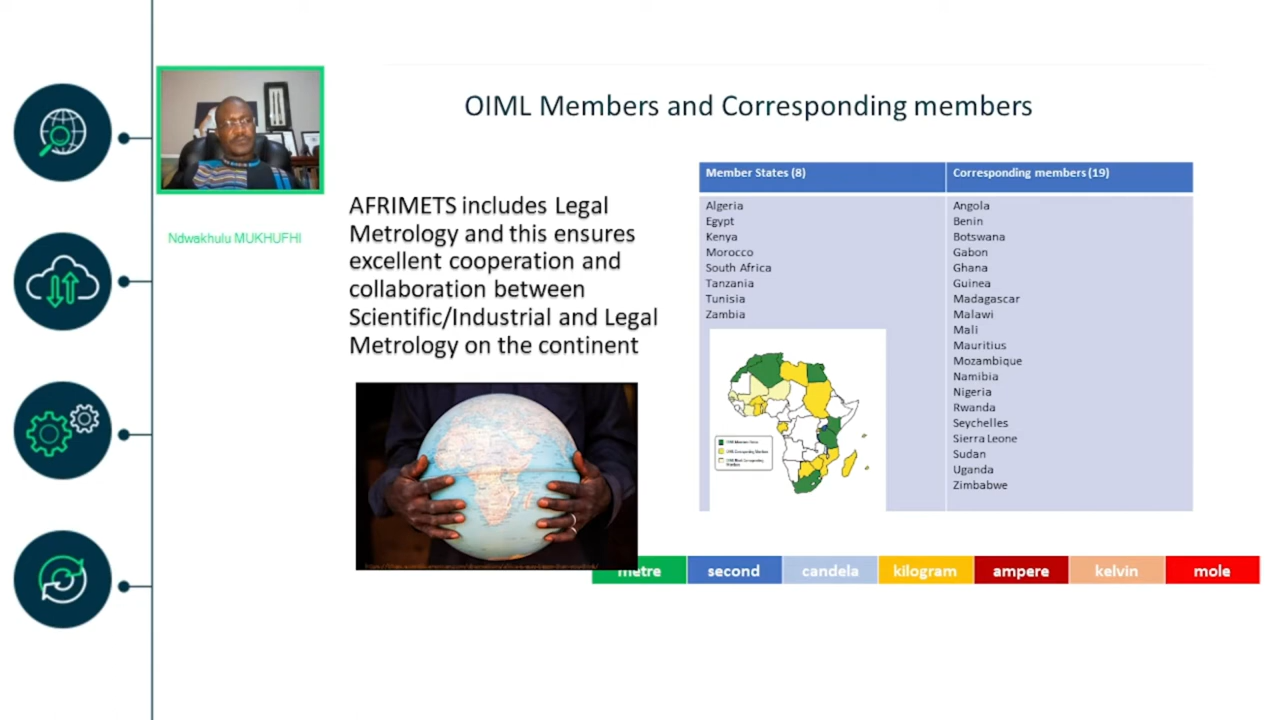 OIML Members and Corresponding members
Ndwakhulu MUKHUFHI
AFRIMETS includes Legal
Metrology and this ensures
excellent cooperation and
collaboration between
Scientific/Industrial and Legal
Metrology on the continent
Member States (8)
Algeria
Egypt
Kenya
Morocco
South Africa
Tanzania
Tunisia
Zambia
Corresponding members (19)
Angola
Benin
Botswana
Gabon
Ghana
Guinea
Madagascar
Malawi
Mali
Mauritius
Mozambique
Namibia
Nigeria
Rwanda
Seychelles
Sierra Leone
Sudan
Uganda
Zimbabwe
metre second candela kilogram ampere kelvin mole